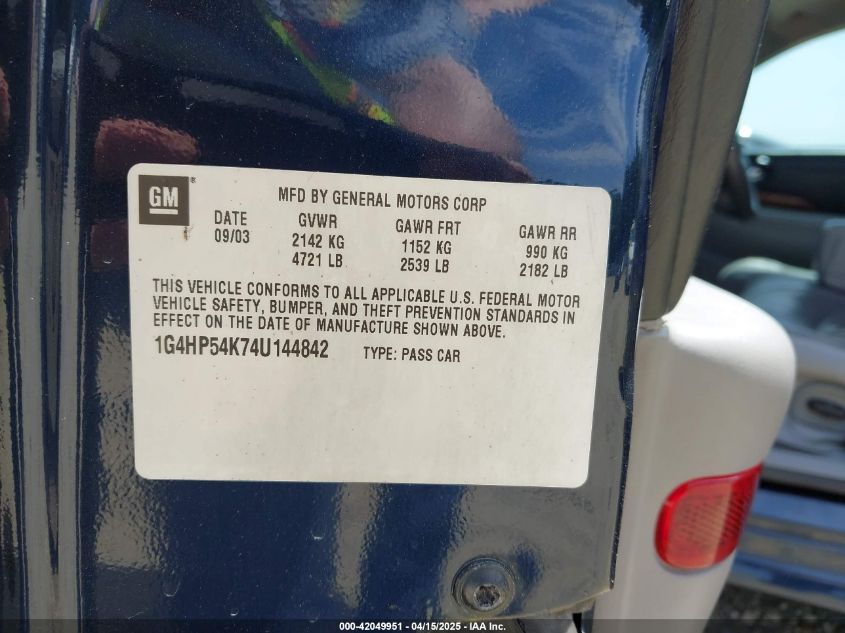 GM®
MFD BY GENERAL MOTORS CORP
DATE GVWR GAWR FRT GAWR RR
09/03 2142 KG 1152 KG 990 KG
4721 LB 2539 LB 2182 LB
THIS VEHICLE CONFORMS TO ALL APPLICABLE U.S. FEDERAL MOTOR
VEHICLE SAFETY, BUMPER, AND THEFT PREVENTION STANDARDS IN
EFFECT ON THE DATE OF MANUFACTURE SHOWN ABOVE.
1G4HP54K74U144842 TYPE: PASS CAR
000-42049951 - 04/15/2025 - IAA Inc.